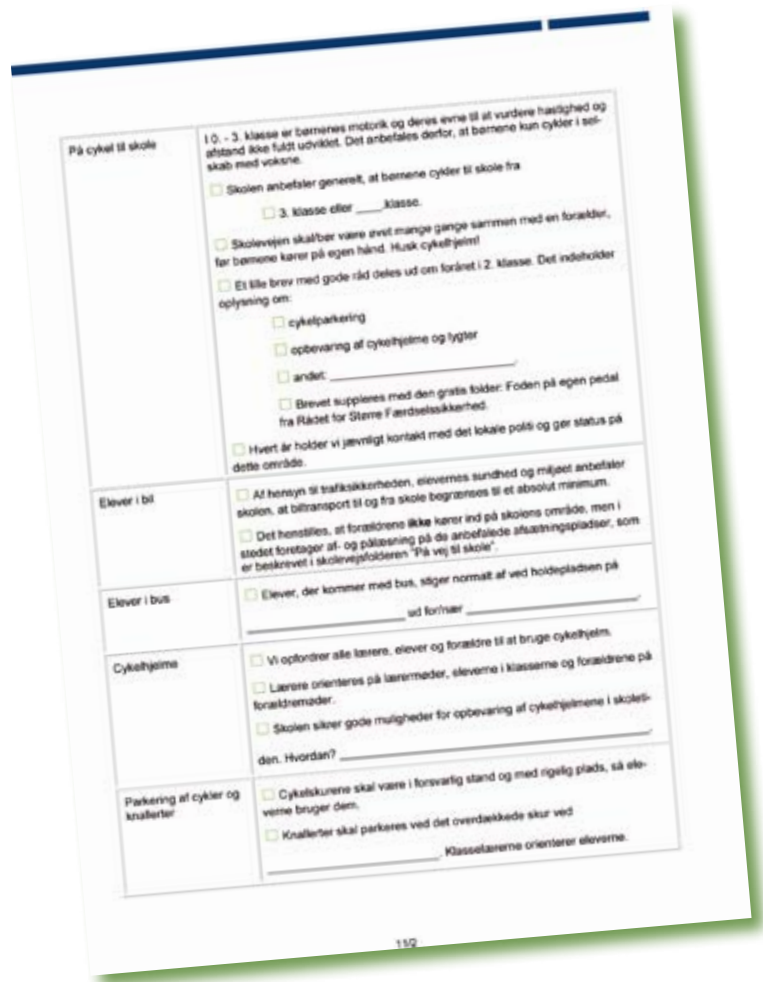 På cykel til skole
I 0. - 3. klasse er børnenes motorik og deres evne til at vurdere hastighed og
afstand ikke fuldt udviklet. Det anbefales derfor, at børnene kun cykler i sel-
skab med voksne.
Skolen anbefaler generelt, at børnene cykler til skole fra
3. klasse eller ____.klasse.
Skolevejen skal/bør være øvet mange gange sammen med en forælder,
før børnene kører på egen hånd. Husk cykelhjelm!
Et lille brev med gode råd deles ud om foråret i 2. klasse. Det indeholder
oplysning om:
cykelparkering
opbevaring af cykelhjelme og lygter
andet: ____________________.
Brevet suppleres med den gratis folder: Foden på egen pedal
fra Rådet for Større Færdselssikkerhed.
Hvert år holder vi jævnligt kontakt med det lokale politi og gør status på
dette område.
Elever i bil
Af hensyn til trafiksikkerheden, elevernes sundhed og miljøet anbefaler
skolen, at biltransport til og fra skole begrænses til et absolut minimum.
Det henstilles, at forældrene ikke kører ind på skolens område, men i
stedet foretager af- og pålæsning på de anbefalede afsætningspladser, som
er beskrevet i skolevejsfolderen "På vej til skole".
Elever i bus
Elever, der kommer med bus, stiger normalt af ved holdepladsen på
____________________ ud for/nær ____________________.
Cykelhjelme
Vi opfordrer alle lærere, elever og forældre til at bruge cykelhjelm.
Lærere orienteres på lærermøder, eleverne i klasserne og forældrene på
forældremøder.
Skolen sikrer gode muligheder for opbevaring af cykelhjelmene i skoleti-
den. Hvordan? ____________________.
Parkering af cykler og
knallerter
Cykelskurene skal være i forsvarlig stand og med rigelig plads, så ele-
verne bruger dem.
Knallerter skal parkeres ved det overdækkede skur ved
____________________. Klasselærerne orienterer eleverne.
11/2